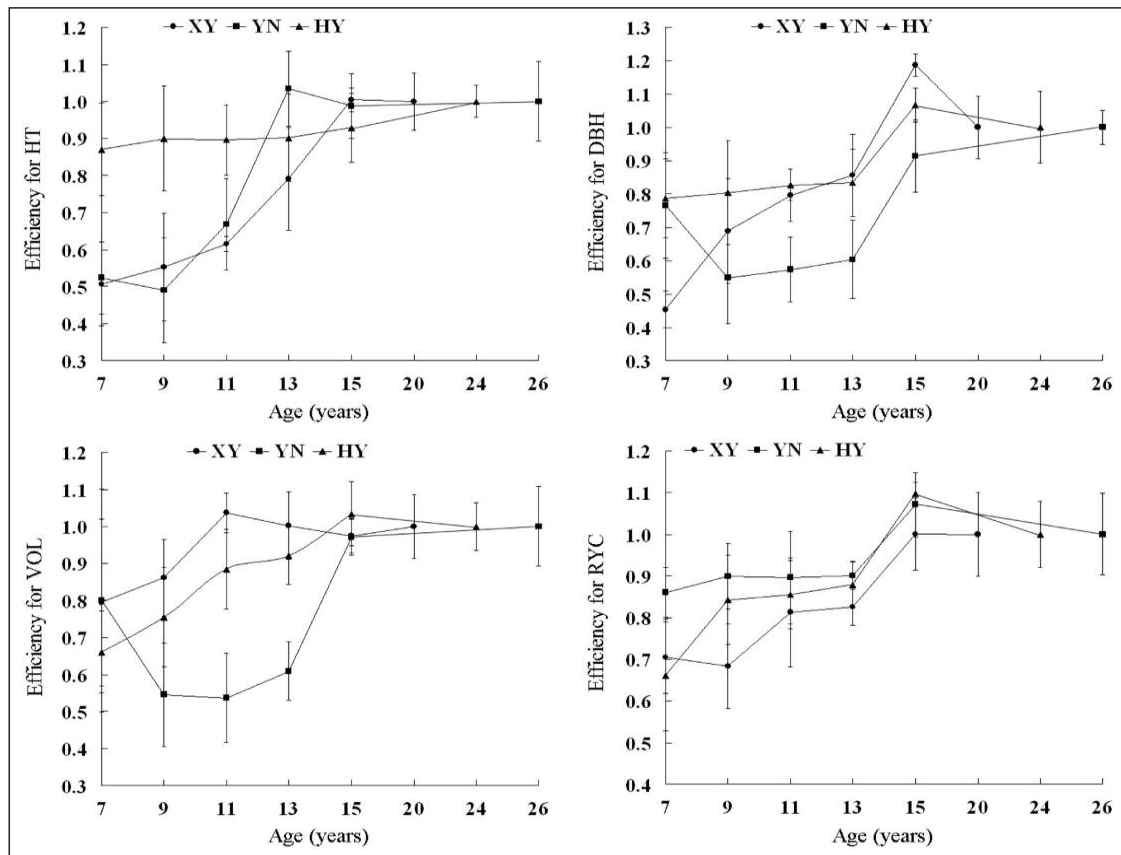 XY YN HY
1.2
1.1
1.0
0.9
0.8
0.7
0.6
0.5
0.4
0.3
Efficiency for HT
7 9 11 13 15 20 24 26
Age (years)
XY YN HY
1.3
1.2
1.1
1.0
0.9
0.8
0.7
0.6
0.5
0.4
0.3
Efficiency for DBH
7 9 11 13 15 20 24 26
Age (years)
XY YN HY
1.2
1.1
1.0
0.9
0.8
0.7
0.6
0.5
0.4
0.3
Efficiency for VOL
7 9 11 13 15 20 24 26
Age (years)
XY YN HY
1.2
1.1
1.0
0.9
0.8
0.7
0.6
0.5
0.4
Efficiency for RYC
7 9 11 13 15 20 24 26
Age (years)